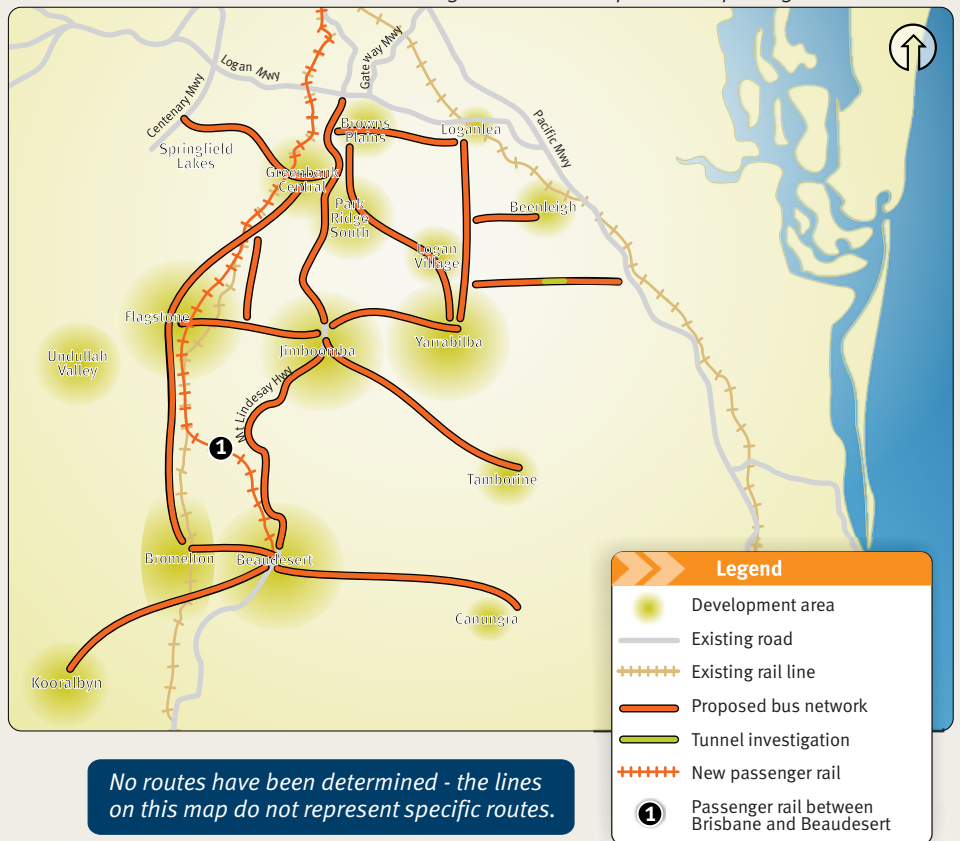 Logan Mwy
Gateway Mwy
Centenary Mwy
Pacific Mwy
Springfield
Lakes
Browns
Plains
Loganlea
Greenbank
Central
Park
Ridge
South
Beenleigh
Logan
Village
Flagstone
Undullah
Valley
Jimboomba
Yarrabilba
Mt Lindesay Hwy
1
Tamborine
Bromelton
Beaudesert
Canungra
Kooralbyn
Legend
Development area
Existing road
Existing rail line
Proposed bus network
Tunnel investigation
New passenger rail
1
Passenger rail between
Brisbane and Beaudesert
No routes have been determined - the lines
on this map do not represent specific routes.